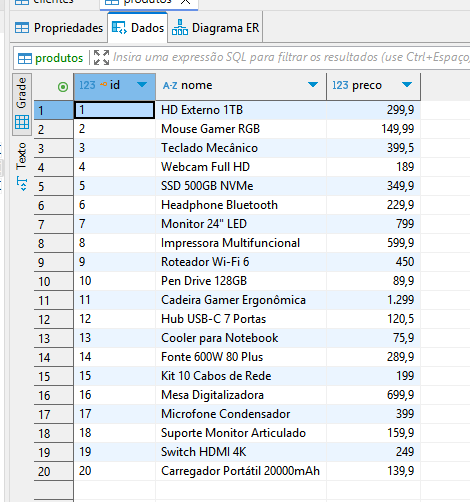 clientes produtos
Propriedades Dados Diagrama ER
produtos Insira uma expressão SQL para filtrar os resultados (use Ctrl+Espaço
Grade
Texto
123 id A-Z nome 123 preco
1 1 HD Externo 1TB 299,9
2 2 Mouse Gamer RGB 149,99
3 3 Teclado Mecânico 399,5
4 4 Webcam Full HD 189
5 5 SSD 500GB NVMe 349,9
6 6 Headphone Bluetooth 229,9
7 7 Monitor 24" LED 799
8 8 Impressora Multifuncional 599,9
9 9 Roteador Wi-Fi 6 450
10 10 Pen Drive 128GB 89,9
11 11 Cadeira Gamer Ergonômica 1.299
12 12 Hub USB-C 7 Portas 120,5
13 13 Cooler para Notebook 75,9
14 14 Fonte 600W 80 Plus 289,9
15 15 Kit 10 Cabos de Rede 199
16 16 Mesa Digitalizadora 699,9
17 17 Microfone Condensador 399
18 18 Suporte Monitor Articulado 159,9
19 19 Switch HDMI 4K 249
20 20 Carregador Portátil 20000mAh 139,9